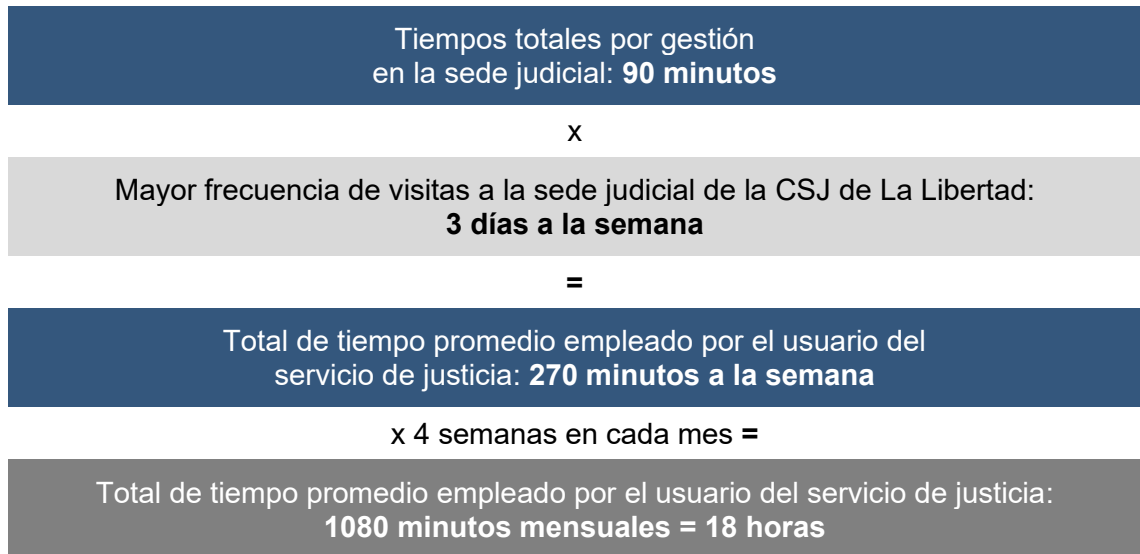 Tiempos totales por gestión
en la sede judicial: 90 minutos
x
Mayor frecuencia de visitas a la sede judicial de la CSJ de La Libertad:
3 días a la semana
=
Total de tiempo promedio empleado por el usuario del
servicio de justicia: 270 minutos a la semana
x 4 semanas en cada mes =
Total de tiempo promedio empleado por el usuario del servicio de justicia:
1080 minutos mensuales = 18 horas